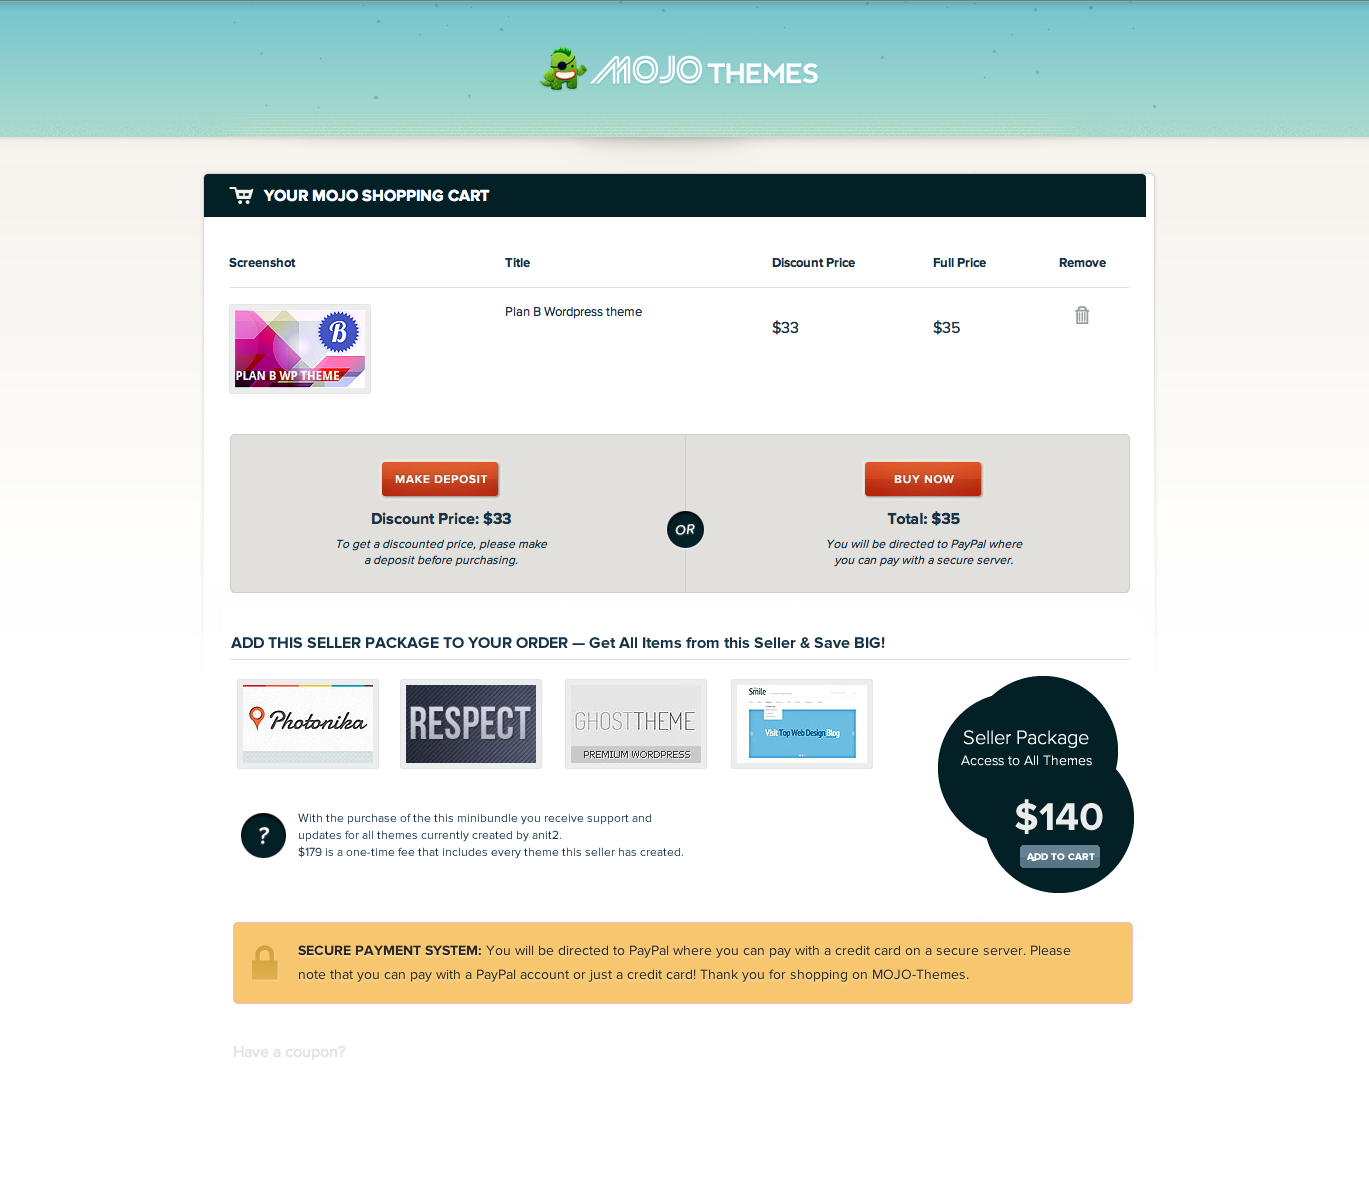 MOJO THEMES
YOUR MOJO SHOPPING CART
Screenshot Title Discount Price Full Price Remove
Plan B Wordpress theme
$33 $35
B
PLAN B WP THEME
MAKE DEPOSIT
Discount Price: $33
To get a discounted price, please make
a deposit before purchasing.
OR
BUY NOW
Total: $35
You will be directed to PayPal where
you can pay with a secure server.
ADD THIS SELLER PACKAGE TO YOUR ORDER — Get All Items from this Seller & Save BIG!
Photonika
RESPECT
GHOSTTHEME
PREMIUM WORDPRESS
Smile
Visit Top Web Design Blog
Seller Package
Access to All Themes
$140
ADD TO CART
?
With the purchase of the this minibundle you receive support and
updates for all themes currently created by anit2.
$179 is a one-time fee that includes every theme this seller has created.
SECURE PAYMENT SYSTEM: You will be directed to PayPal where you can pay with a credit card on a secure server. Please
note that you can pay with a PayPal account or just a credit card! Thank you for shopping on MOJO-Themes.
Have a coupon?